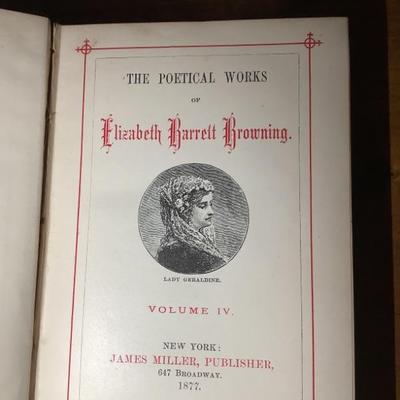 THE POETICAL WORKS
OF
Elizabeth Barrett Browning.
LADY GERALDINE.
VOLUME IV.
NEW YORK:
JAMES MILLER, PUBLISHER,
647 BROADWAY.
1877.